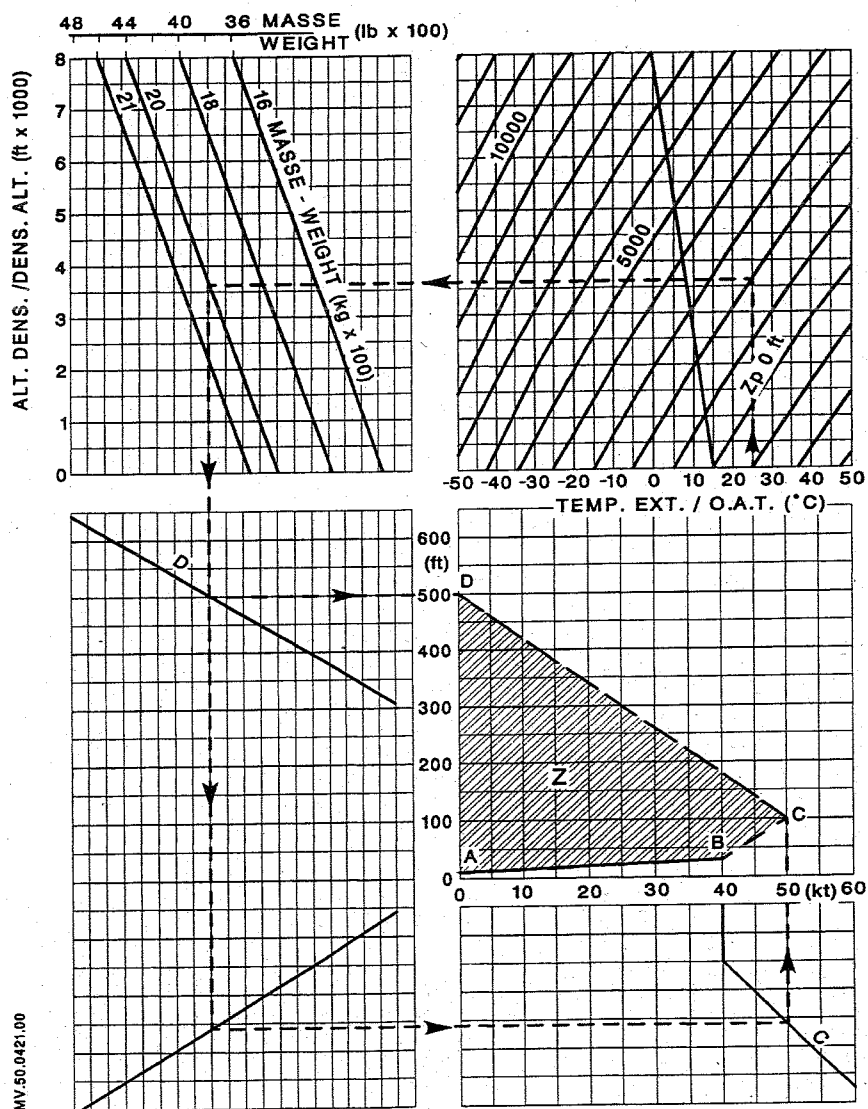 48 44 40 36 MASSE
WEIGHT (lb x 100)
ALT. DENS. /DENS. ALT. (ft x 1000)
8
7
6
5
4
3
2
1
0
21
20
18
16 MASSE - WEIGHT (kg x 100)
10000
5000
Zp 0 ft.
-50 -40 -30 -20 -10 0 10 20 30 40 50
TEMP. EXT. / O.A.T. (°C)
D
600
(ft)
500
400
300
200
100
0
D
Z
A
B
C
0 10 20 30 40 50 (kt) 60
C
MV.50.0421.00